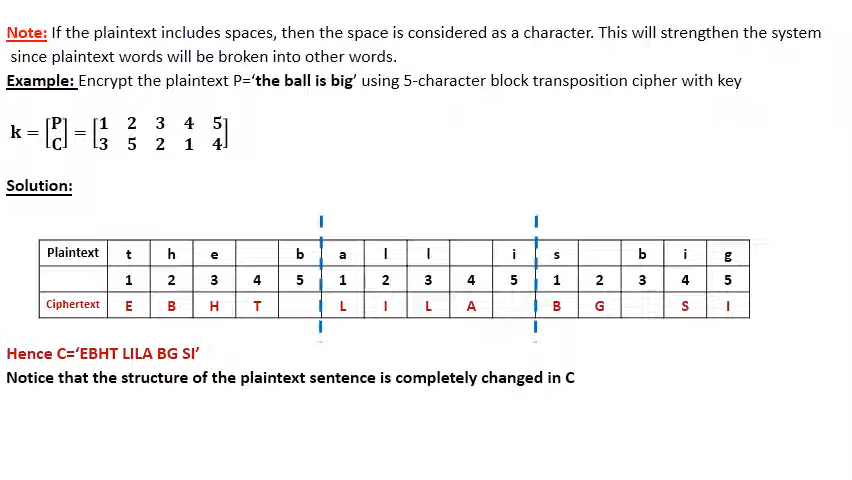 Note: If the plaintext includes spaces, then the space is considered as a character. This will strengthen the system
since plaintext words will be broken into other words.
Example: Encrypt the plaintext P=‘the ball is big’ using 5-character block transposition cipher with key
k = [P C] = [1 2 3 4 5
3 5 2 1 4]
Solution:
Plaintext t h e b a l l i s b i g
1 2 3 4 5 1 2 3 4 5 1 2 3 4 5
Ciphertext E B H T L I L A B G S I
Hence C=‘EBHT LILA BG SI’
Notice that the structure of the plaintext sentence is completely changed in C